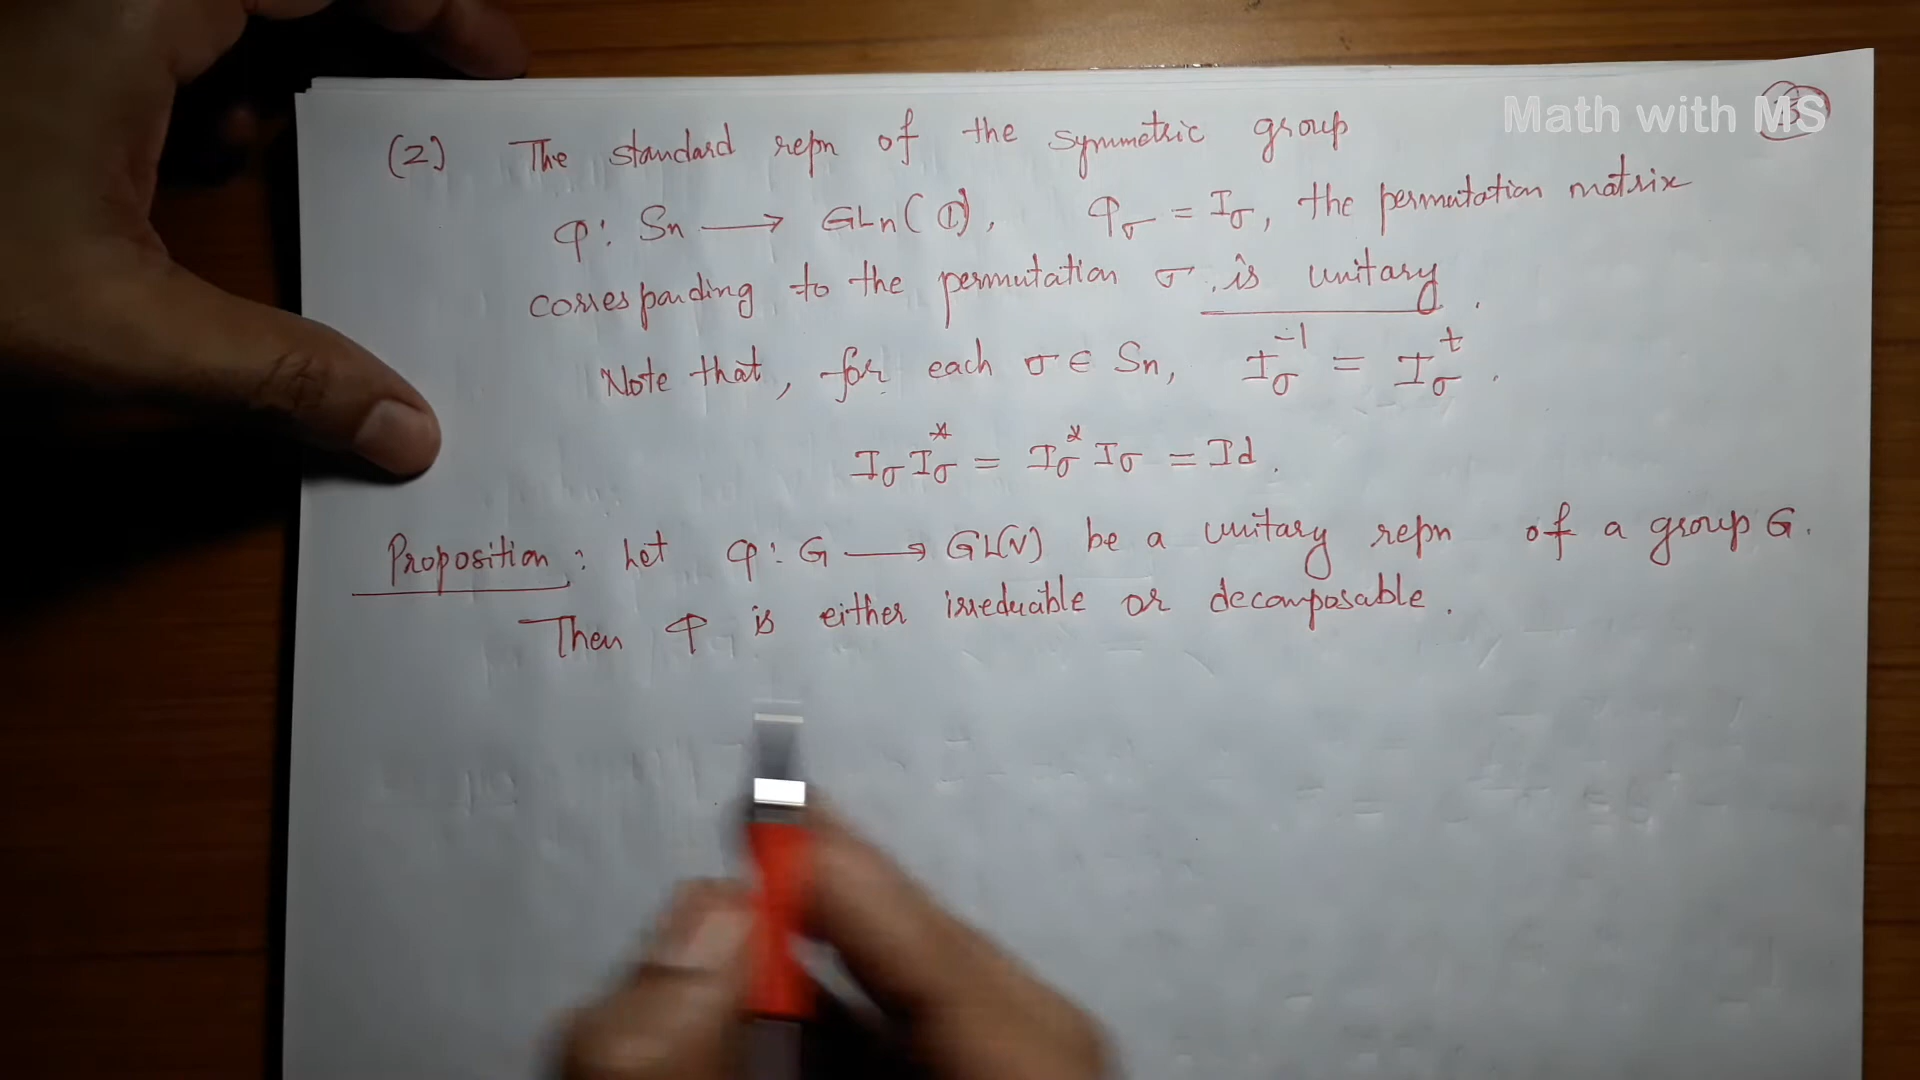 Math with MS
(2) The standard repn of the symmetric group
φ: Sn → GLn(ℂ), φσ = Iσ, the permutation matrix
corresponding to the permutation σ, is unitary.
Note that, for each σ ∈ Sn, Iσ⁻¹ = Iσᵗ.
Iσ Iσ* = Iσ* Iσ = Id.
Proposition: Let φ: G → GL(V) be a unitary repn of a group G.
Then φ is either irreducible or decomposable.